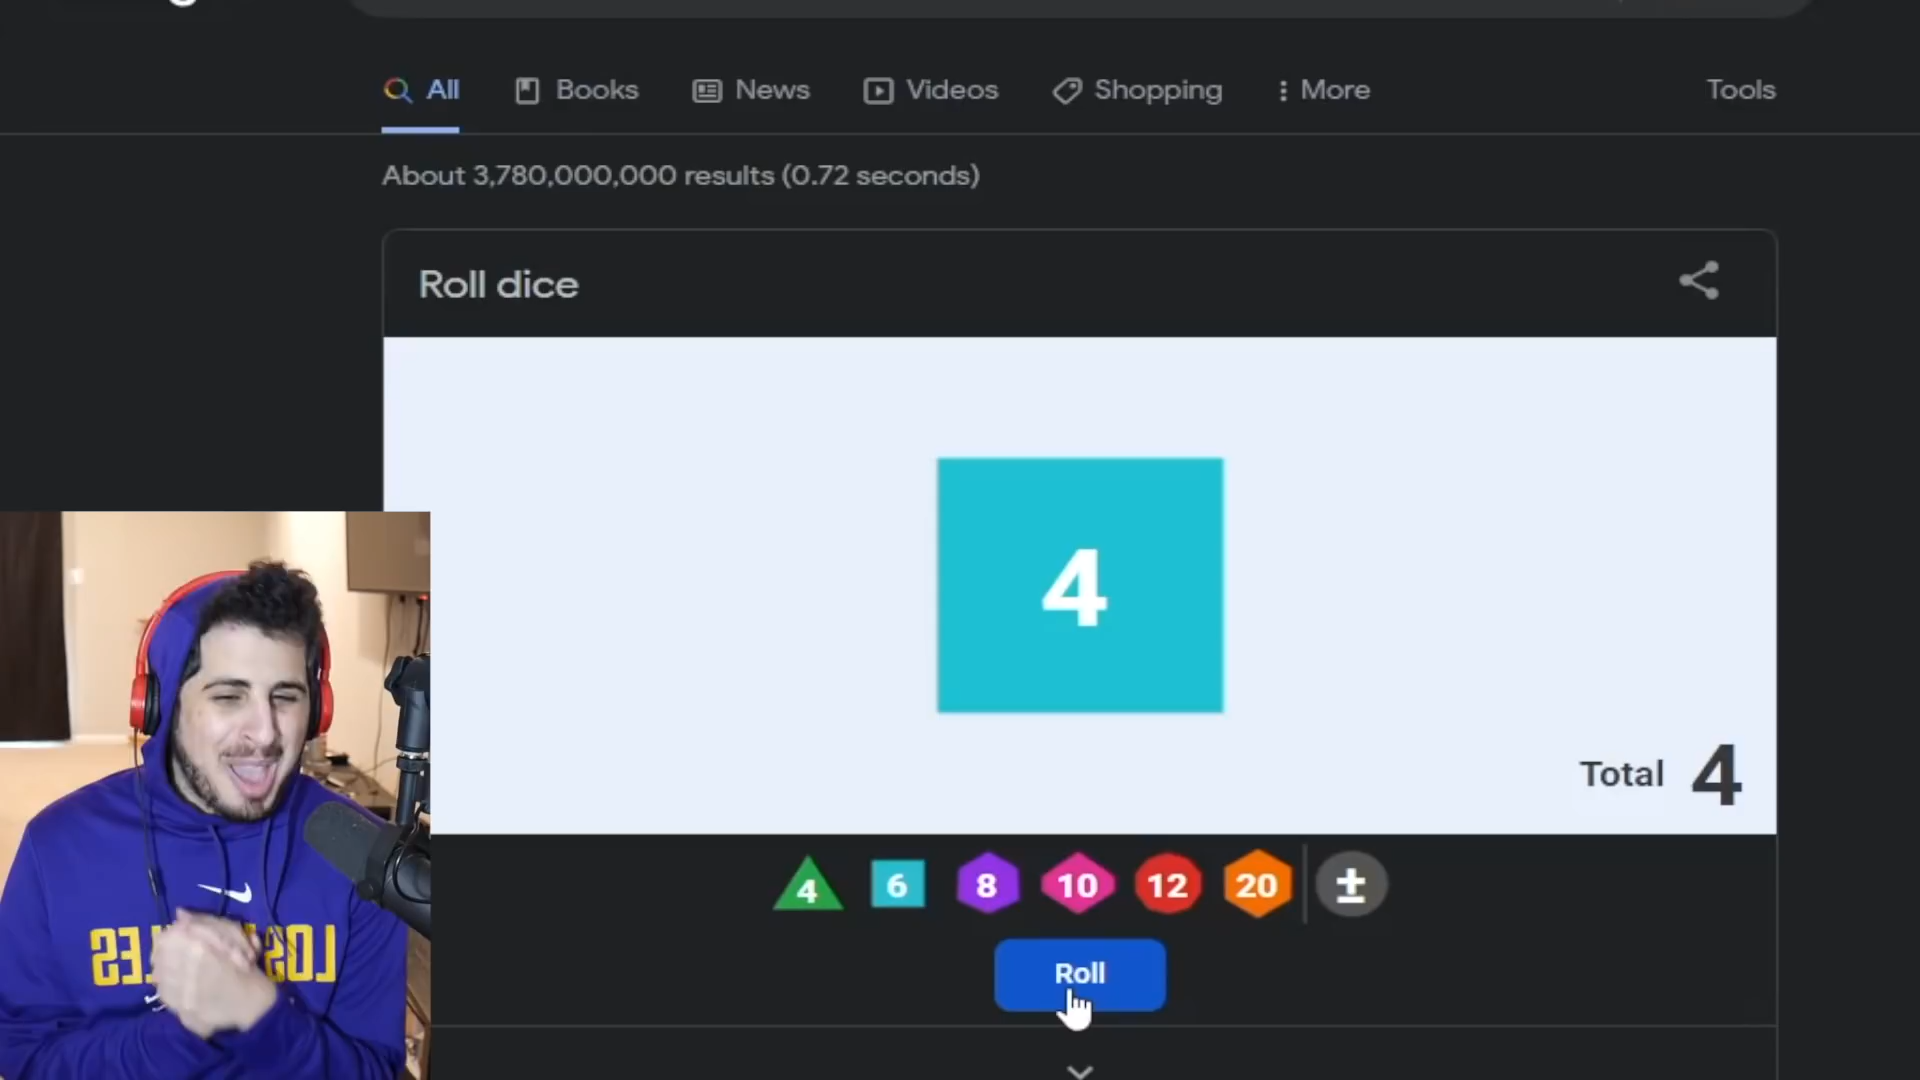 All Books News Videos Shopping More Tools
About 3,780,000,000 results (0.72 seconds)
Roll dice
4
Total 4
4 6 8 10 12 20 ±
Roll